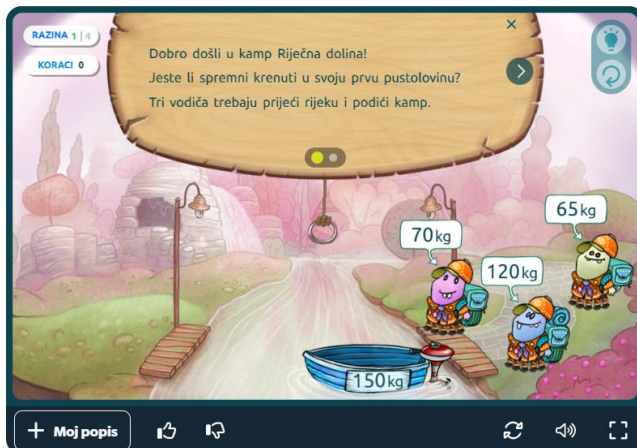 RAZINA 1 | 4
KORACI 0
Dobro došli u kamp Riječna dolina!
Jeste li spremni krenuti u svoju prvu pustolovinu?
Tri vodiča trebaju prijeći rijeku i podići kamp.
65kg
70kg
120kg
150kg
+ Moj popis